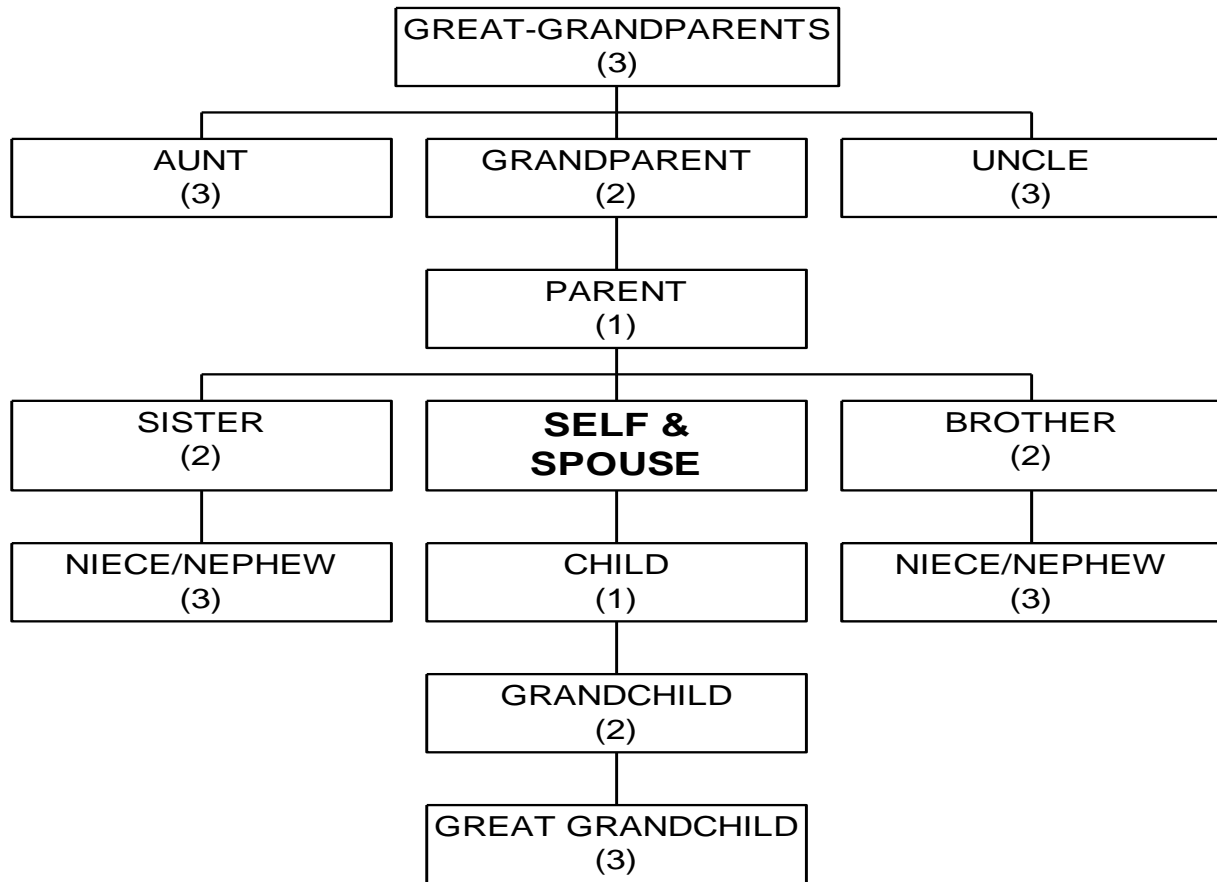 GREAT-GRANDPARENTS
(3)
AUNT
(3)
GRANDPARENT
(2)
UNCLE
(3)
PARENT
(1)
SISTER
(2)
SELF &
SPOUSE
BROTHER
(2)
NIECE/NEPHEW
(3)
CHILD
(1)
NIECE/NEPHEW
(3)
GRANDCHILD
(2)
GREAT GRANDCHILD
(3)